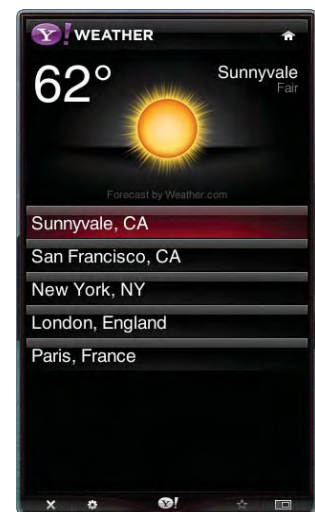 Y! WEATHER
62°
Sunnyvale
Fair
Forecast by Weather.com
Sunnyvale, CA
San Francisco, CA
New York, NY
London, England
Paris, France
Y!